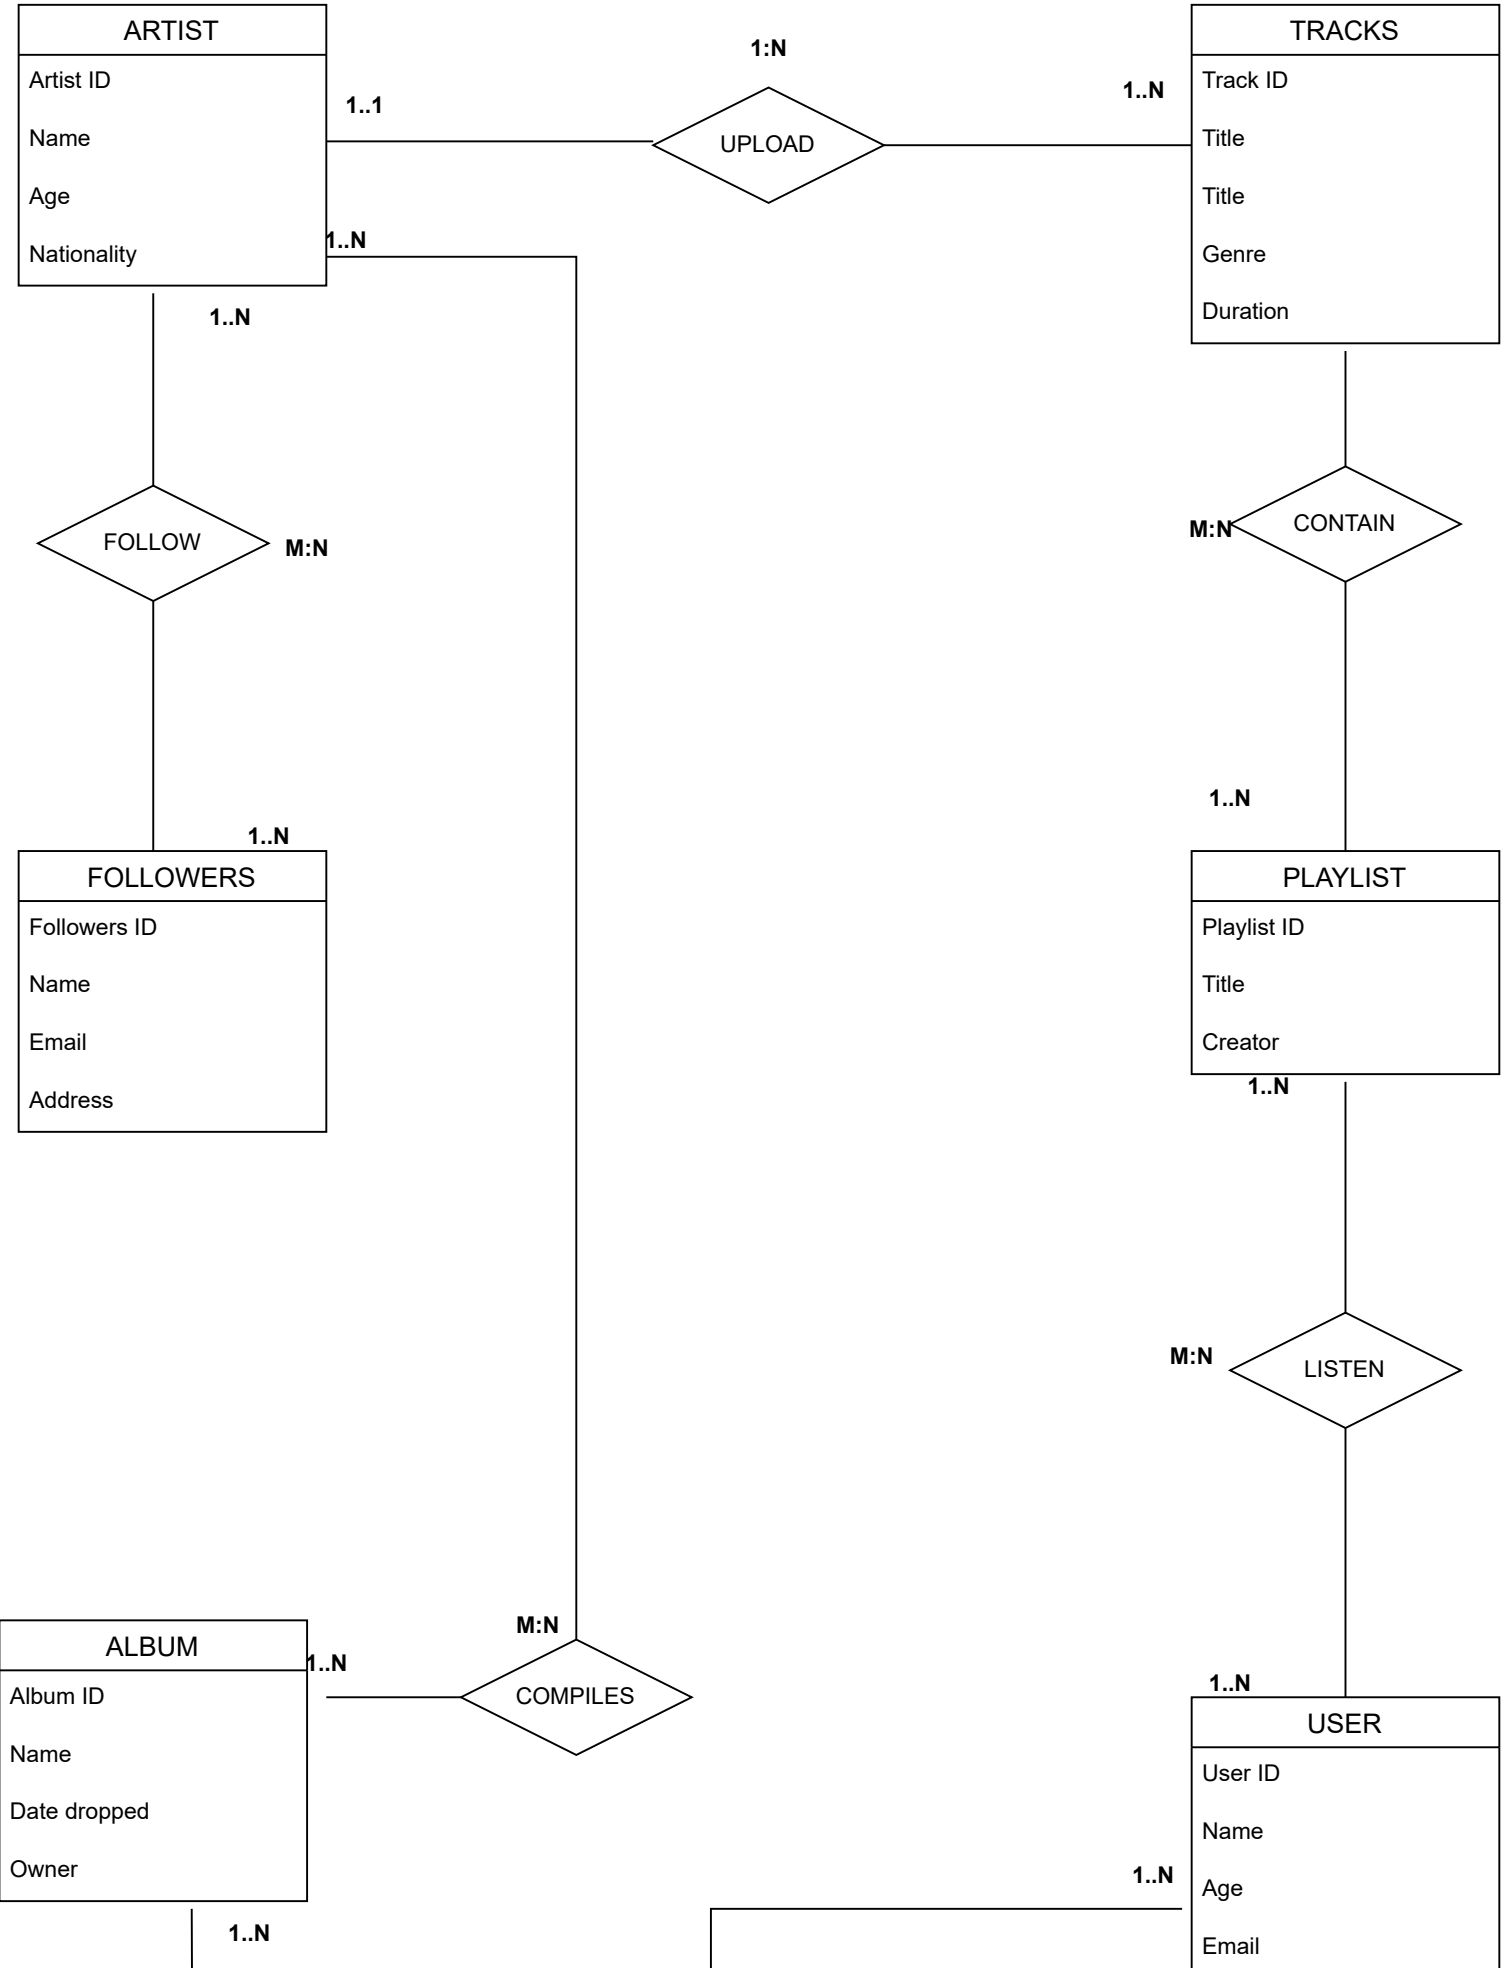 ARTIST
Artist ID
Name
Age
Nationality
1..1
1:N
UPLOAD
1..N
TRACKS
Track ID
Title
Title
Genre
Duration
1..N
1..N
FOLLOW
M:N
M:N
CONTAIN
1..N
1..N
FOLLOWERS
Followers ID
Name
Email
Address
PLAYLIST
Playlist ID
Title
Creator
1..N
M:N
LISTEN
M:N
COMPILES
1..N
ALBUM
Album ID
Name
Date dropped
Owner
1..N
1..N
USER
User ID
Name
Age
Email
1..N